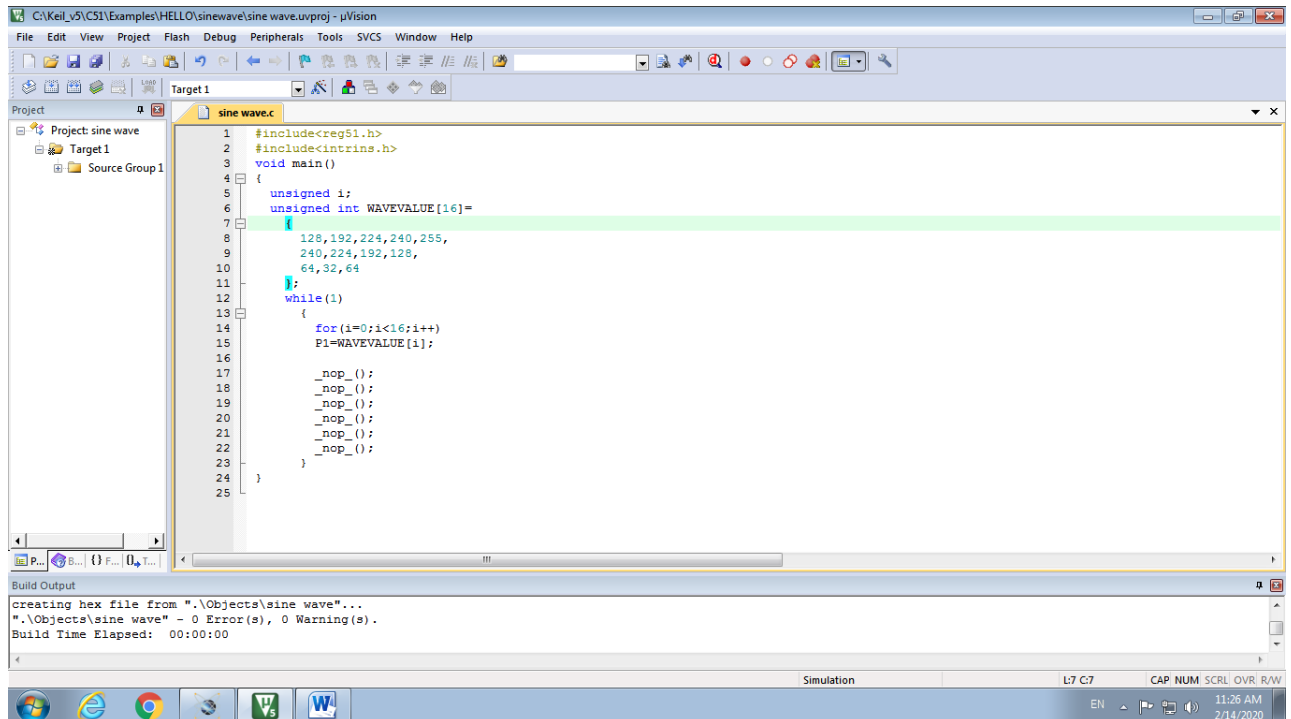 C:\Keil_v5\C51\Examples\HELLO\sinewave\sine wave.uvproj - µVision
File Edit View Project Flash Debug Peripherals Tools SVCS Window Help
LOAD Target 1
Project
sine wave.c
Project: sine wave
Target 1
Source Group 1
1 #include<reg51.h>
2 #include<intrins.h>
3 void main()
4 {
5 unsigned i;
6 unsigned int WAVEVALUE[16]=
7 {
8 128,192,224,240,255,
9 240,224,192,128,
10 64,32,64
11 };
12 while(1)
13 {
14 for(i=0;i<16;i++)
15 P1=WAVEVALUE[i];
16
17 _nop_();
18 _nop_();
19 _nop_();
20 _nop_();
21 _nop_();
22 _nop_();
23 }
24 }
25
P... B... {} F... 0 T...
Build Output
creating hex file from ".\Objects\sine wave"...
".\Objects\sine wave" - 0 Error(s), 0 Warning(s).
Build Time Elapsed: 00:00:00
Simulation L:7 C:7 CAP NUM SCRL OVR R/W
EN 11:26 AM
2/14/2020